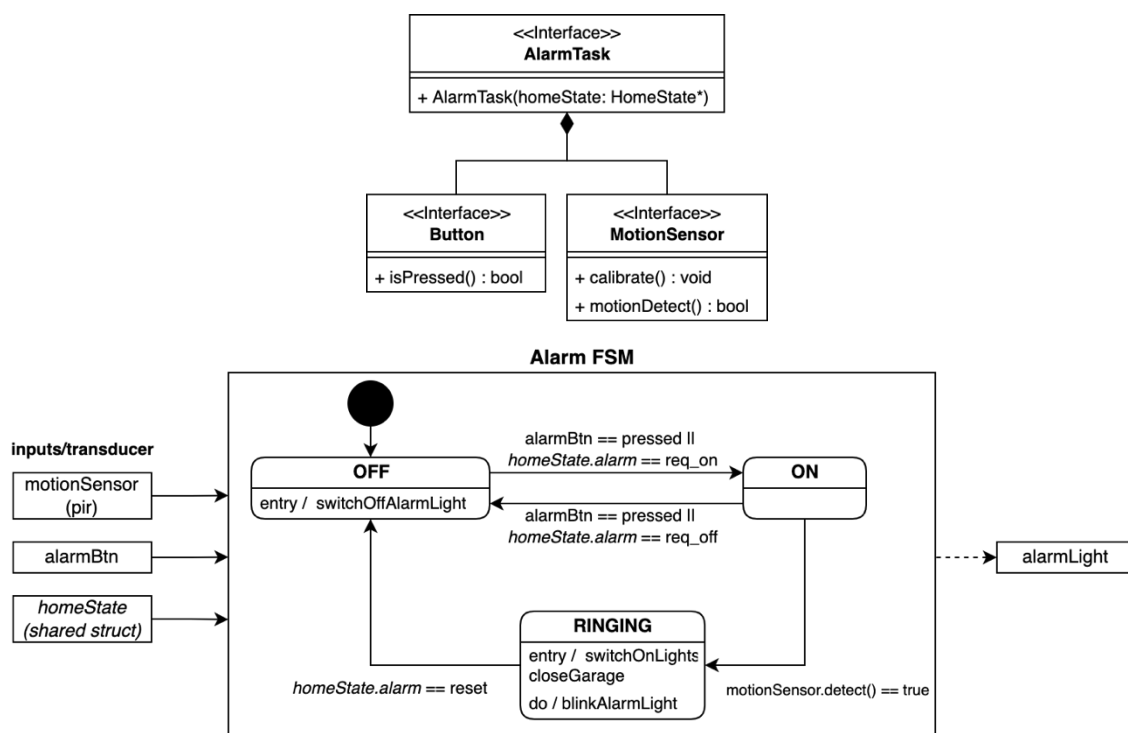 <<Interface>>
AlarmTask
+ AlarmTask(homeState: HomeState*)
<<Interface>>
Button
+ isPressed() : bool
<<Interface>>
MotionSensor
+ calibrate() : void
+ motionDetect() : bool
Alarm FSM
inputs/transducer
motionSensor
(pir)
alarmBtn
homeState
(shared struct)
OFF
entry / switchOffAlarmLight
alarmBtn == pressed ||
homeState.alarm == req_on
ON
alarmBtn == pressed ||
homeState.alarm == req_off
alarmLight
RINGING
entry / switchOnLights
closeGarage
do / blinkAlarmLight
homeState.alarm == reset
motionSensor.detect() == true